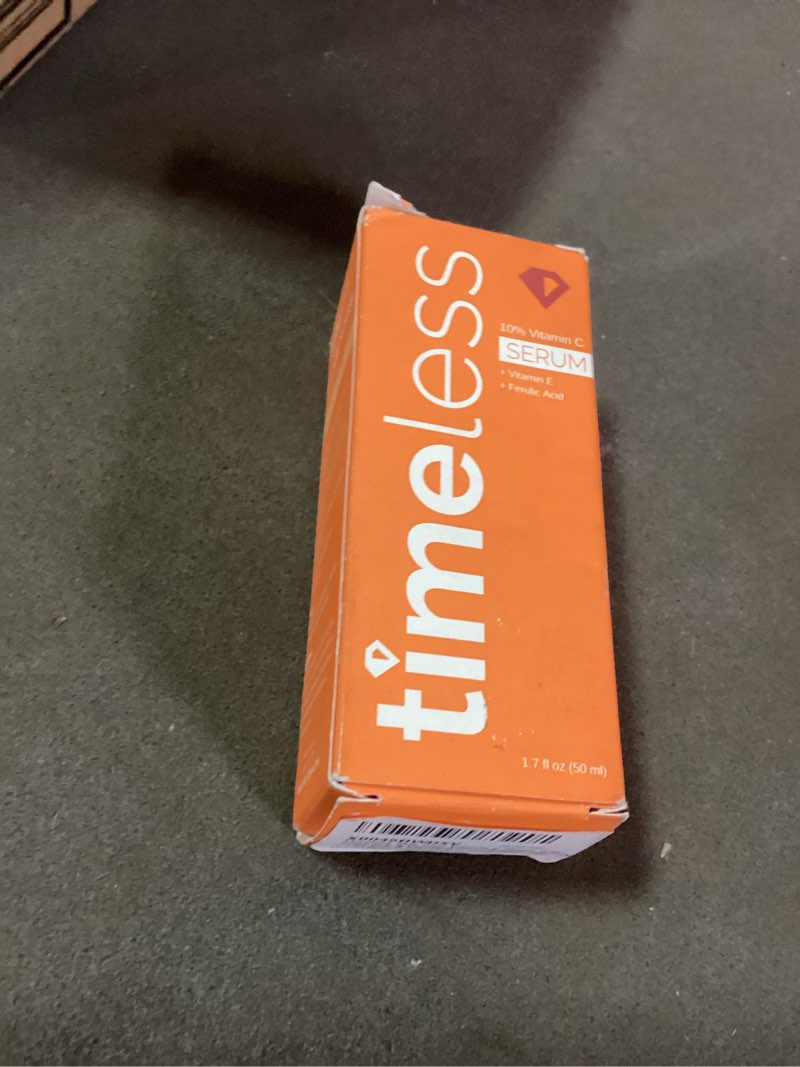 timeless
10% Vitamin C
SERUM
+ Vitamin E
+ Ferulic Acid
1.7 fl oz (50 ml)